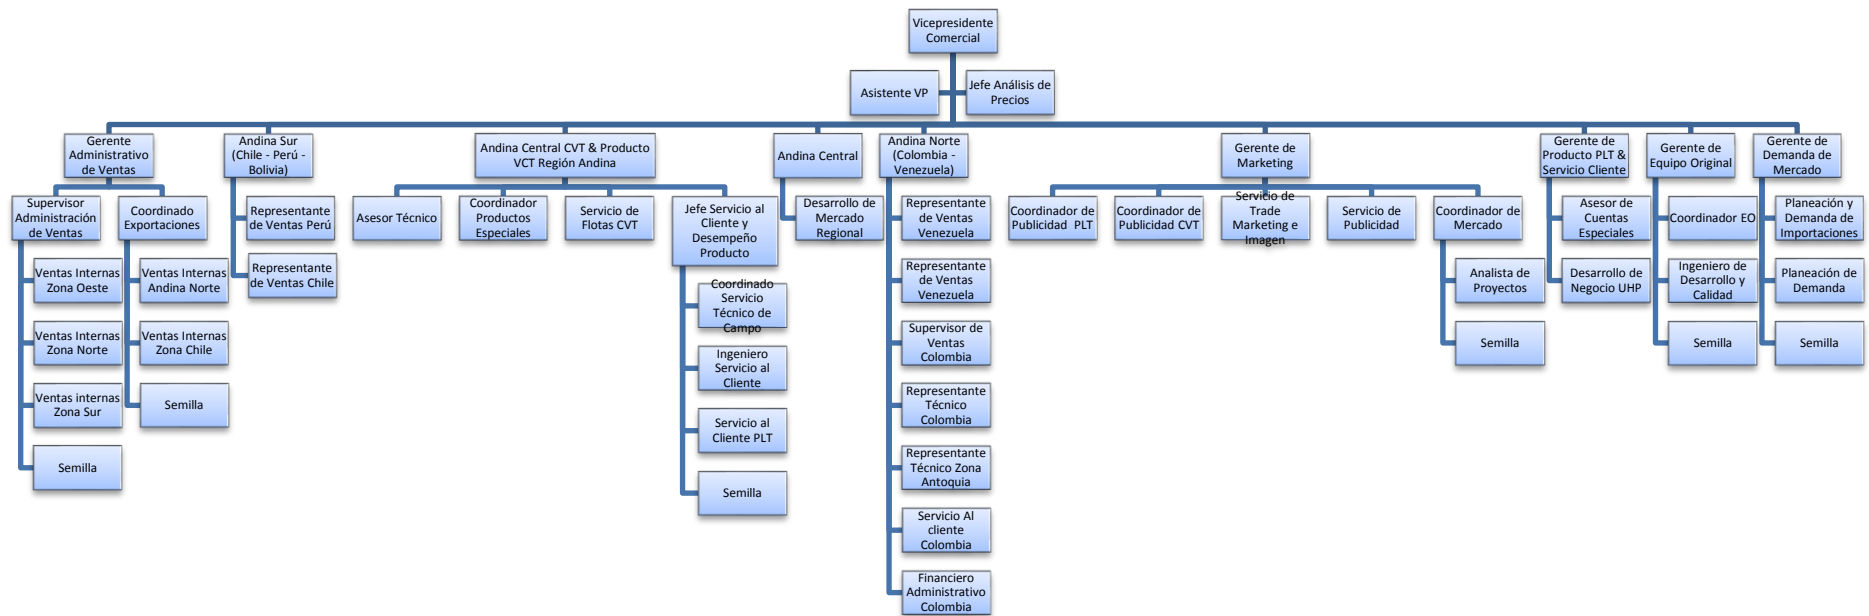 Vicepresidente
Comercial
Asistente VP
Jefe Análisis de
Precios
Gerente
Administrativo
de Ventas
Andina Sur
(Chile - Perú -
Bolivia)
Andina Central CVT & Producto
VCT Región Andina
Andina Central
Andina Norte
(Colombia -
Venezuela)
Gerente de
Marketing
Gerente de
Producto PLT &
Servicio Cliente
Gerente de
Equipo Original
Gerente de
Demanda de
Mercado
Supervisor
Administración
de Ventas
Ventas Internas
Zona Oeste
Ventas Internas
Zona Norte
Ventas internas
Zona Sur
Semilla
Coordinado
Exportaciones
Ventas Internas
Andina Norte
Ventas Internas
Zona Chile
Semilla
Representante
de Ventas Perú
Representante
de Ventas Chile
Asesor Técnico
Coordinador
Productos
Especiales
Servicio de
Flotas CVT
Jefe Servicio al
Cliente y
Desempeño
Producto
Coordinado
Servicio
Técnico de
Campo
Ingeniero
Servicio al
Cliente
Servicio al
Cliente PLT
Semilla
Desarrollo de
Mercado
Regional
Representante
de Ventas
Venezuela
Representante
de Ventas
Venezuela
Supervisor de
Ventas
Colombia
Representante
Técnico
Colombia
Representante
Técnico Zona
Antoquia
Servicio Al
cliente
Colombia
Financiero
Administrativo
Colombia
Coordinador de
Publicidad PLT
Coordinador de
Publicidad CVT
Servicio de
Trade
Marketing e
Imagen
Servicio de
Publicidad
Coordinador de
Mercado
Analista de
Proyectos
Semilla
Asesor de
Cuentas
Especiales
Desarrollo de
Negocio UHP
Coordinador EO
Ingeniero de
Desarrollo y
Calidad
Semilla
Planeación y
Demanda de
Importaciones
Planeación de
Demanda
Semilla